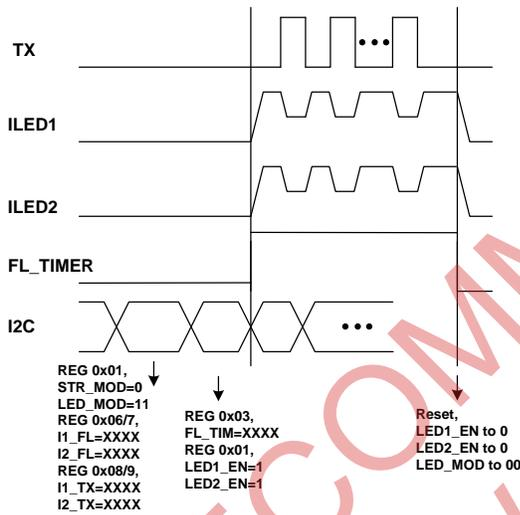 TX
ILED1
ILED2
FL_TIMER
I2C
REG 0x01,
STR_MOD=0
LED_MOD=11
REG 0x06/7,
I1_FL=XXXX
I2_FL=XXXX
REG 0x08/9,
I1_TX=XXXX
I2_TX=XXXX
REG 0x03,
FL_TIM=XXXX
REG 0x01,
LED1_EN=1
LED2_EN=1
Reset,
LED1_EN to 0
LED2_EN to 0
LED_MOD to 00
ECOMM